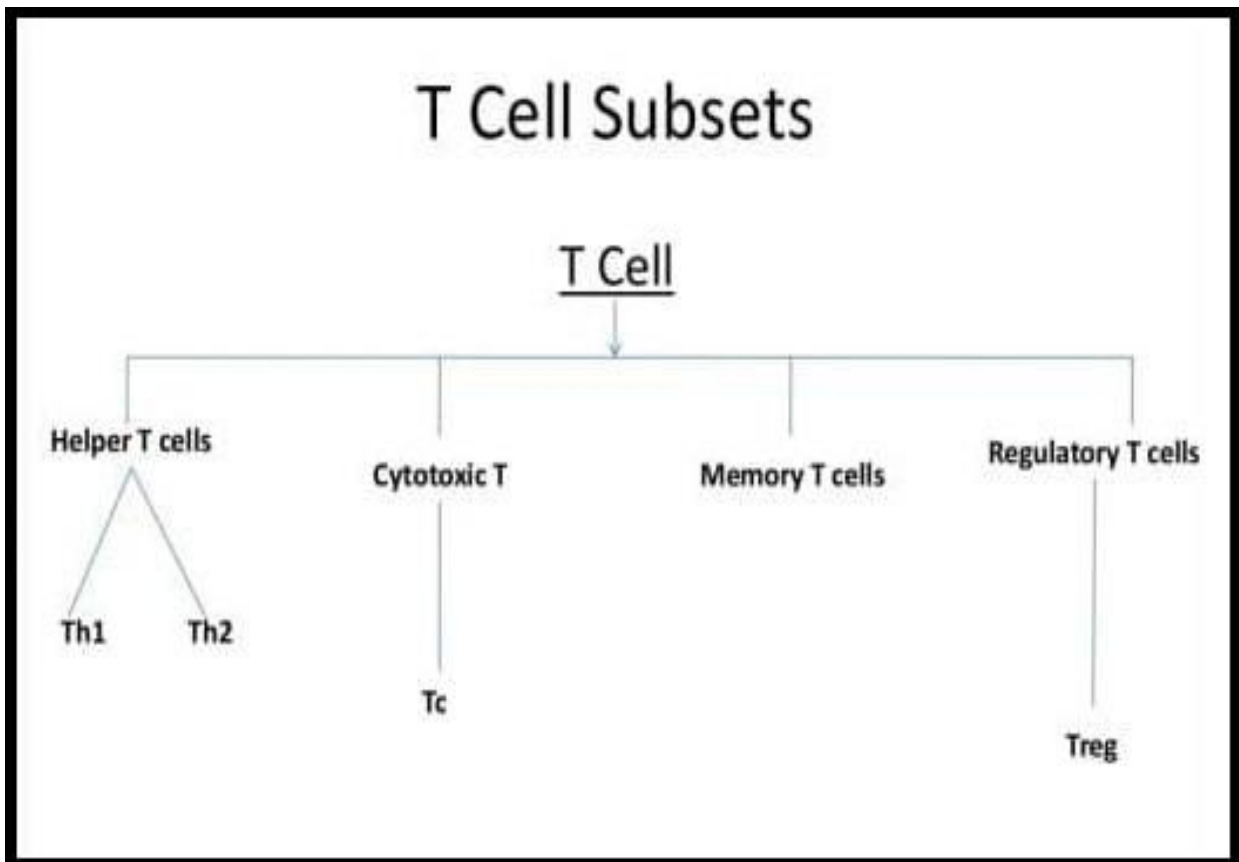 T Cell Subsets
T Cell
Helper T cells
Cytotoxic T
Memory T cells
Regulatory T cells
Th1
Th2
Tc
Treg